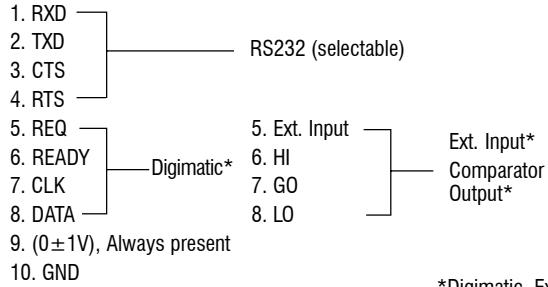 1. RXD
2. TXD
3. CTS
4. RTS
RS232 (selectable)
5. REQ
6. READY
7. CLK
8. DATA
Digimatic*
5. Ext. Input
6. HI
7. GO
8. LO
Ext. Input*
Comparator
Output*
9. (0±1V), Always present
10. GND
*Digimatic, Ex